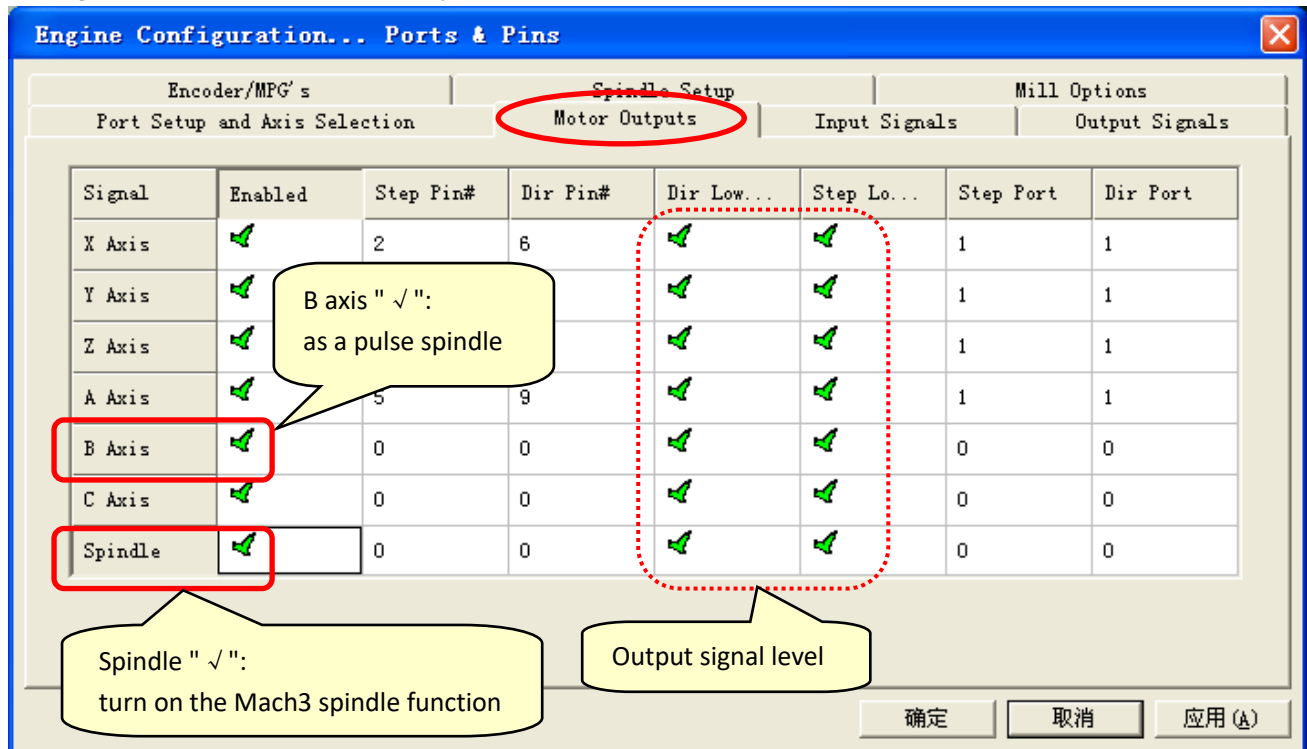 Engine Configuration... Ports & Pins
Encoder/MPG's Spindle Setup Mill Options
Port Setup and Axis Selection Motor Outputs Input Signals Output Signals
Signal Enabled Step Pin# Dir Pin# Dir Low... Step Lo... Step Port Dir Port
X Axis 2 6 1 1
Y Axis 1 1
B axis " √ ":
as a pulse spindle
Z Axis 1 1
A Axis 5 9 1 1
B Axis 0 0 0 0
C Axis 0 0 0 0
Spindle 0 0 0 0
Spindle " √ ":
turn on the Mach3 spindle function
Output signal level
确定 取消 应用(A)